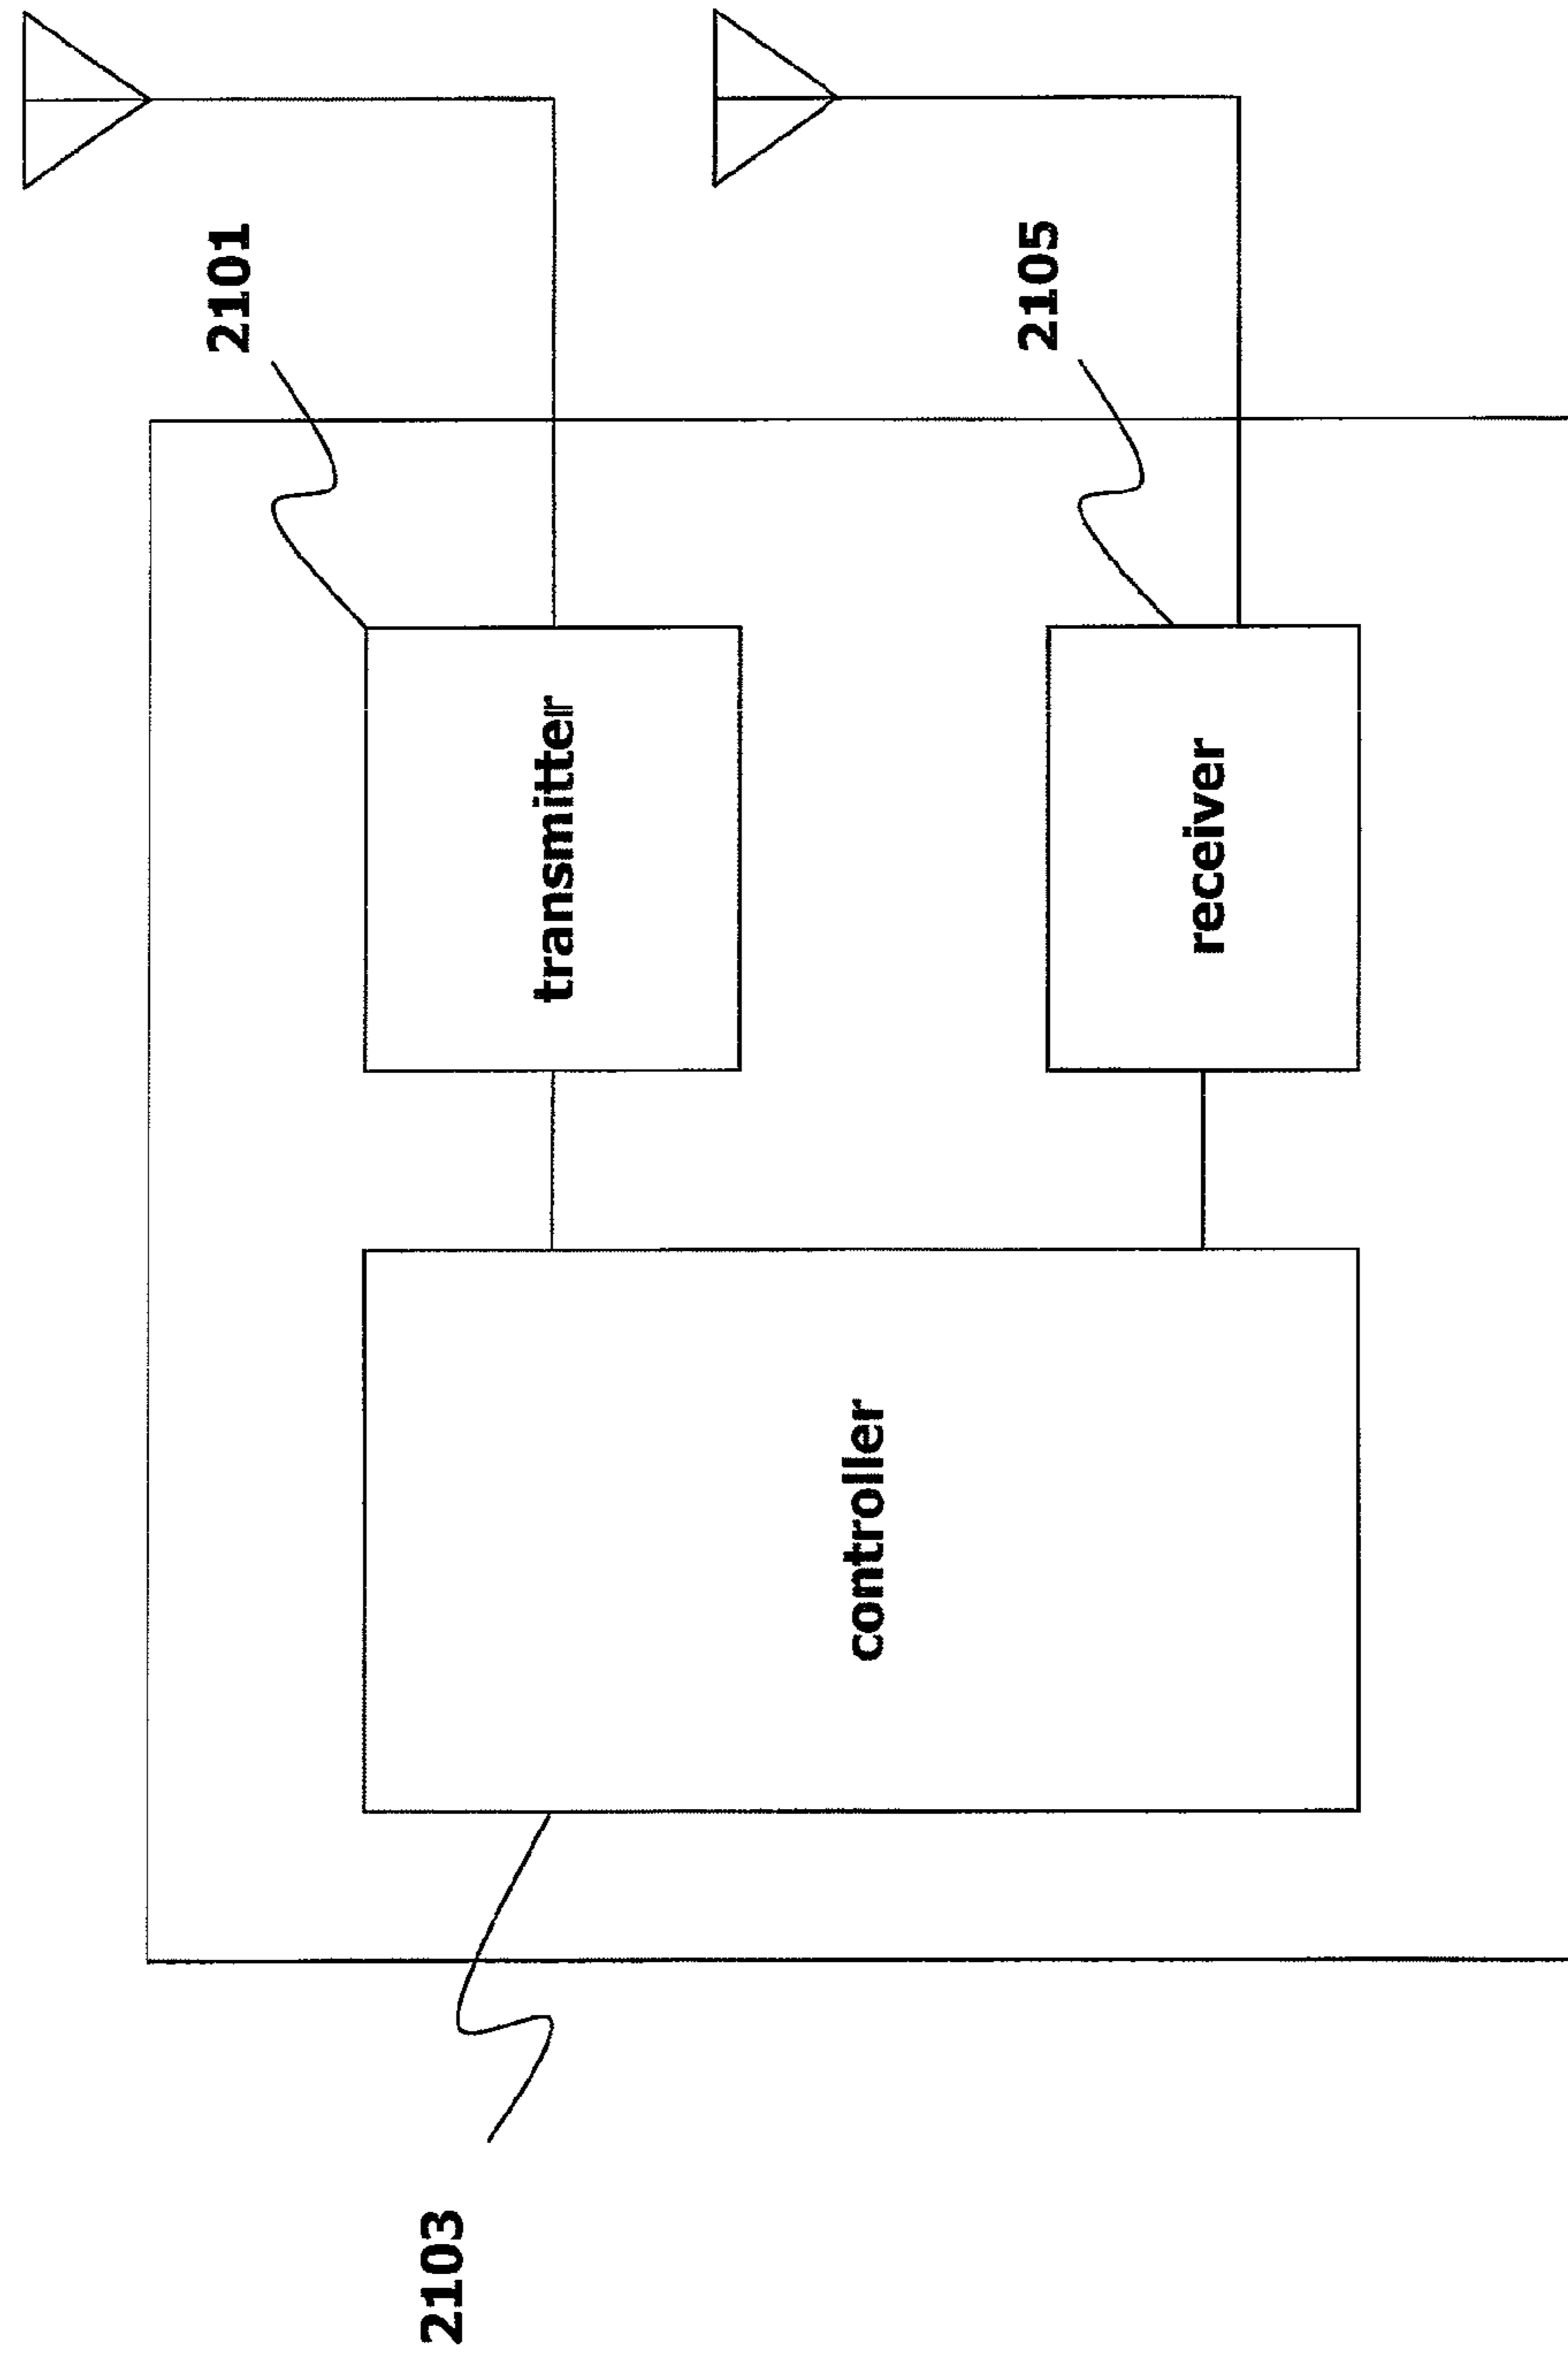 2101
transmitter
2105
receiver
controller
2103